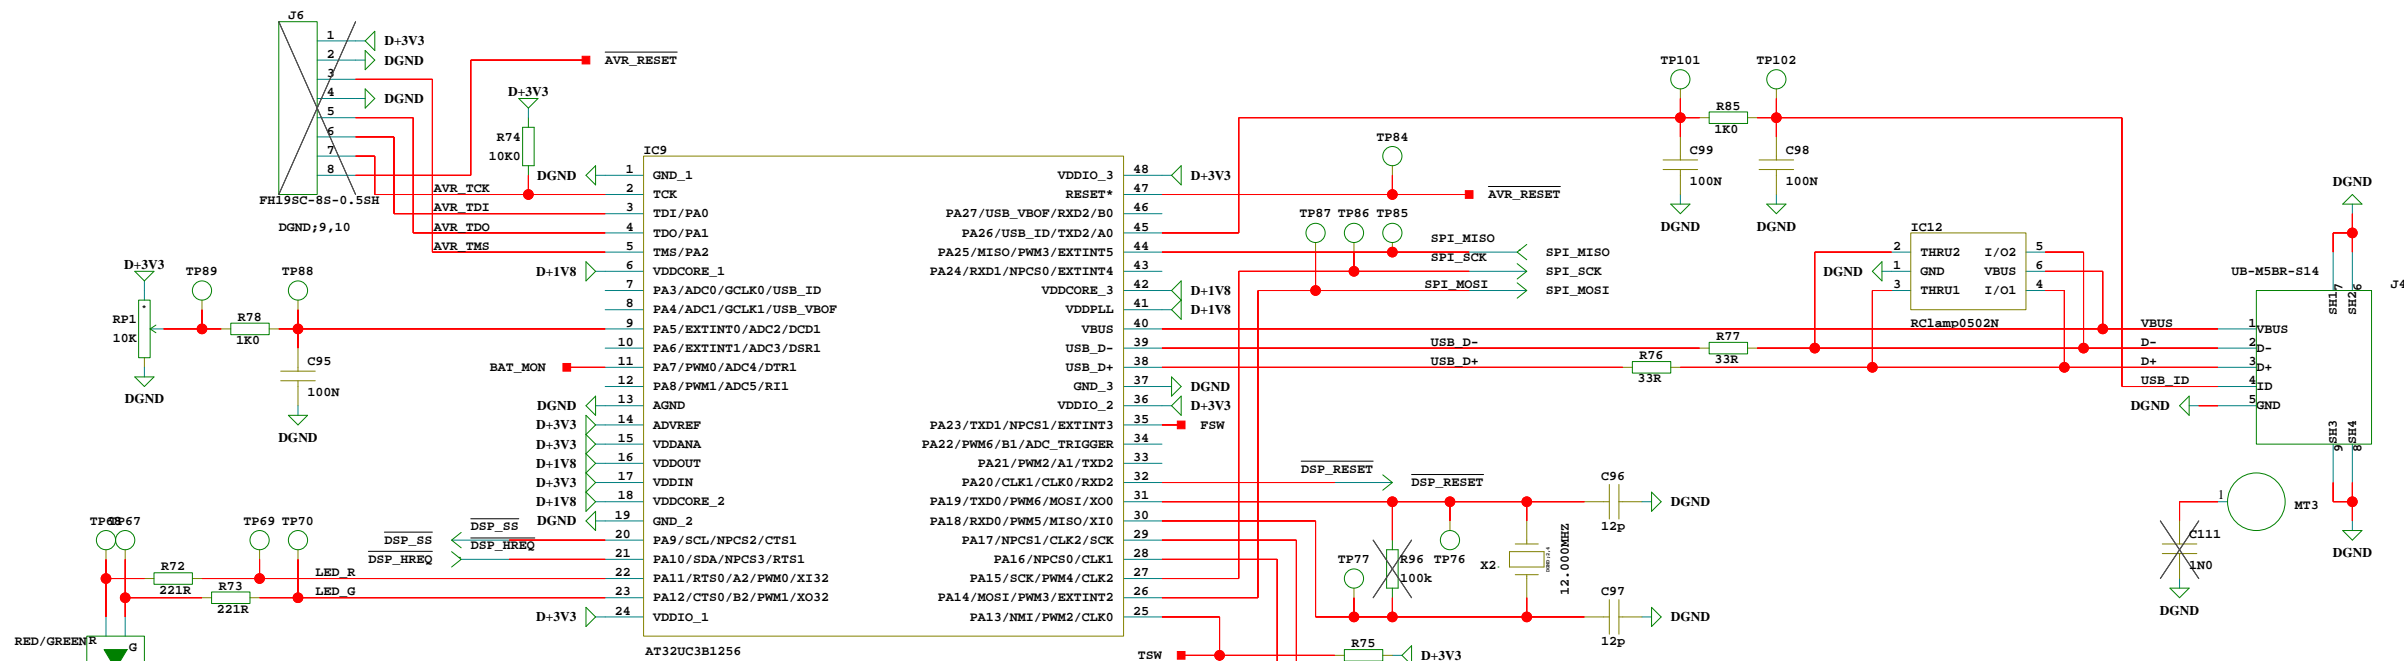 J6
1 D+3V3
2 DGND
3
4 DGND
5
6
7
8
FH19SC-8S-0.5SH
DGND;9,10
AVR_RESET
D+3V3
R74
10K0
AVR_TCK
AVR_TDI
AVR_TDO
AVR_TMS
D+3V3
TP89
TP88
RP1
10K
R78
1K0
C95
100N
DGND
DGND
BAT_MON
IC9
DGND 1 GND_1
2 TCK
3 TDI/PA0
4 TDO/PA1
5 TMS/PA2
D+1V8 6 VDDCORE_1
7 PA3/ADC0/GCLK0/USB_ID
8 PA4/ADC1/GCLK1/USB_VBOF
9 PA5/EXTINT0/ADC2/DCD1
10 PA6/EXTINT1/ADC3/DSR1
11 PA7/PWM0/ADC4/DTR1
12 PA8/PWM1/ADC5/RI1
DGND 13 AGND
D+3V3 14 ADVREF
D+3V3 15 VDDANA
D+1V8 16 VDDOUT
D+3V3 17 VDDIN
D+1V8 18 VDDCORE_2
DGND 19 GND_2
20 PA9/SCL/NPCS2/CTS1
21 PA10/SDA/NPCS3/RTS1
22 PA11/RTS0/A2/PWM0/XI32
23 PA12/CTS0/B2/PWM1/XO32
D+3V3 24 VDDIO_1
AT32UC3B1256
DSP_SS DSP_SS
DSP_HREQ DSP_HREQ
TP68 TP67
TP69
TP70
R72
221R
LED_R
R73
221R
LED_G
RED/GREEN R G
VDDIO_3 48 D+3V3
RESET* 47
PA27/USB_VBOF/RXD2/B0 46
PA26/USB_ID/TXD2/A0 45
PA25/MISO/PWM3/EXTINT5 44
PA24/RXD1/NPCS0/EXTINT4 43
VDDCORE_3 42 D+1V8
VDDPLL 41 D+1V8
VBUS 40
USB_D- 39
USB_D+ 38
GND_3 37 DGND
VDDIO_2 36 D+3V3
PA23/TXD1/NPCS1/EXTINT3 35 FSW
PA22/PWM6/B1/ADC_TRIGGER 34
PA21/PWM2/A1/TXD2 33
PA20/CLK1/CLK0/RXD2 32
PA19/TXD0/PWM6/MOSI/XO0 31
PA18/RXD0/PWM5/MISO/XI0 30
PA17/NPCS1/CLK2/SCK 29
PA16/NPCS0/CLK1 28
PA15/SCK/PWM4/CLK2 27
PA14/MOSI/PWM3/EXTINT2 26
PA13/NMI/PWM2/CLK0 25
TP84
AVR_RESET
TP87 TP86 TP85
SPI_MISO SPI_MISO
SPI_SCK SPI_SCK
SPI_MOSI SPI_MOSI
USB_D-
USB_D+
R77
33R
R76
33R
TP101
TP102
R85
1K0
C99
100N
DGND
C98
100N
DGND
IC12
2 THRU2 I/O2 5
DGND 1 GND VBUS 6
3 THRU1 I/O1 4
RClamp0502N
DGND
UB-M5BR-S14
J4
SH1 7
SH2 6
VBUS 1 VBUS
D- 2 D-
D+ 3 D+
USB_ID 4 ID
DGND 5 GND
SH3 9
SH4 8
DGND
1 MT3
C111
1N0
DGND
DSP_RESET DSP_RESET
C96
12p
DGND
TP76
TP77
R96
100k
X2
12.000MHZ
C97
12p
DGND
TSW
R75
D+3V3